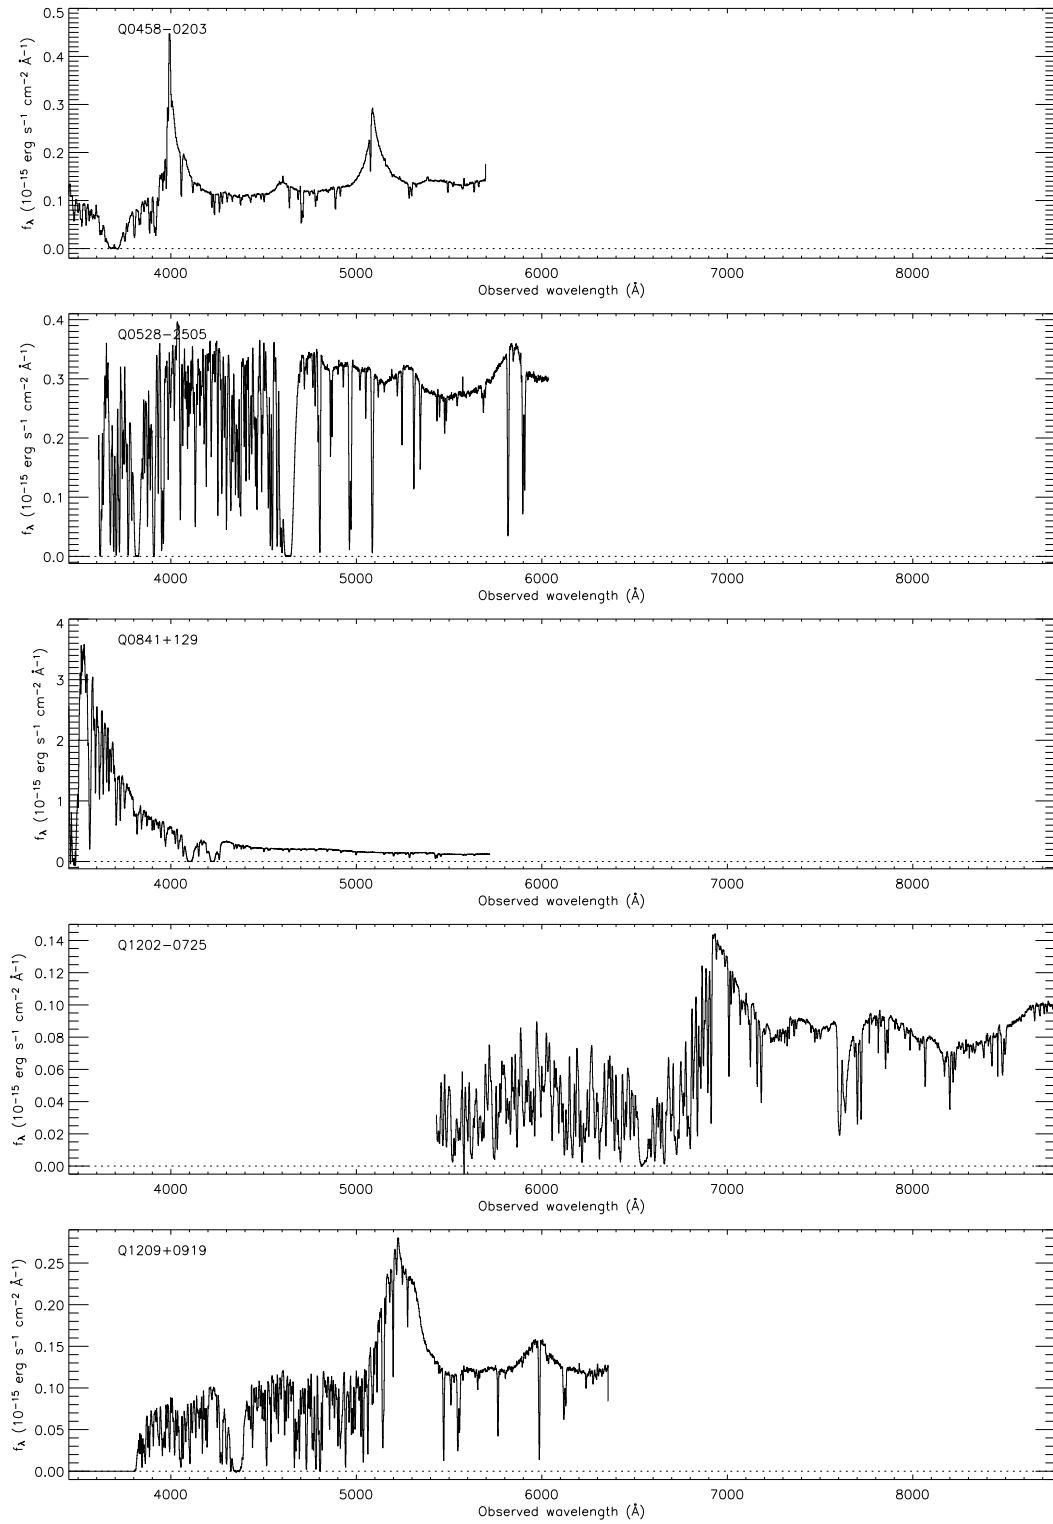 Q0458−0203
f_λ (10⁻¹⁵ erg s⁻¹ cm⁻² Å⁻¹)
0.5
0.4
0.3
0.2
0.1
0.0
4000 5000 6000 7000 8000
Observed wavelength (Å)
Q0528−2505
f_λ (10⁻¹⁵ erg s⁻¹ cm⁻² Å⁻¹)
0.4
0.3
0.2
0.1
0.0
4000 5000 6000 7000 8000
Observed wavelength (Å)
Q0841+129
f_λ (10⁻¹⁵ erg s⁻¹ cm⁻² Å⁻¹)
4
3
2
1
0
4000 5000 6000 7000 8000
Observed wavelength (Å)
Q1202−0725
f_λ (10⁻¹⁵ erg s⁻¹ cm⁻² Å⁻¹)
0.14
0.12
0.10
0.08
0.06
0.04
0.02
0.00
4000 5000 6000 7000 8000
Observed wavelength (Å)
Q1209+0919
f_λ (10⁻¹⁵ erg s⁻¹ cm⁻² Å⁻¹)
0.25
0.20
0.15
0.10
0.05
0.00
4000 5000 6000 7000 8000
Observed wavelength (Å)